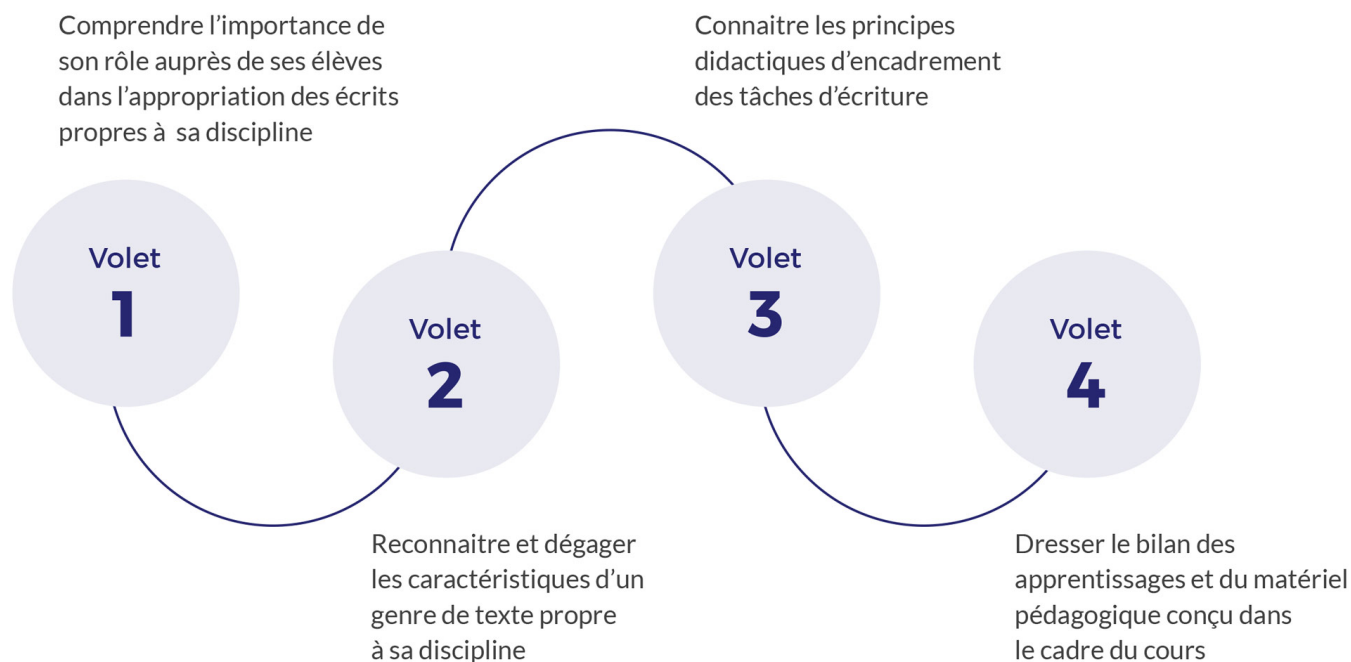 Comprendre l’importance de
son rôle auprès de ses élèves
dans l’appropriation des écrits
propres à  sa discipline
Volet
1
Volet
2
Reconnaitre et dégager
les caractéristiques d’un
genre de texte propre
à sa discipline
Connaitre les principes
didactiques d’encadrement
des tâches d’écriture
Volet
3
Volet
4
Dresser le bilan des
apprentissages et du matériel
pédagogique conçu dans
le cadre du cours